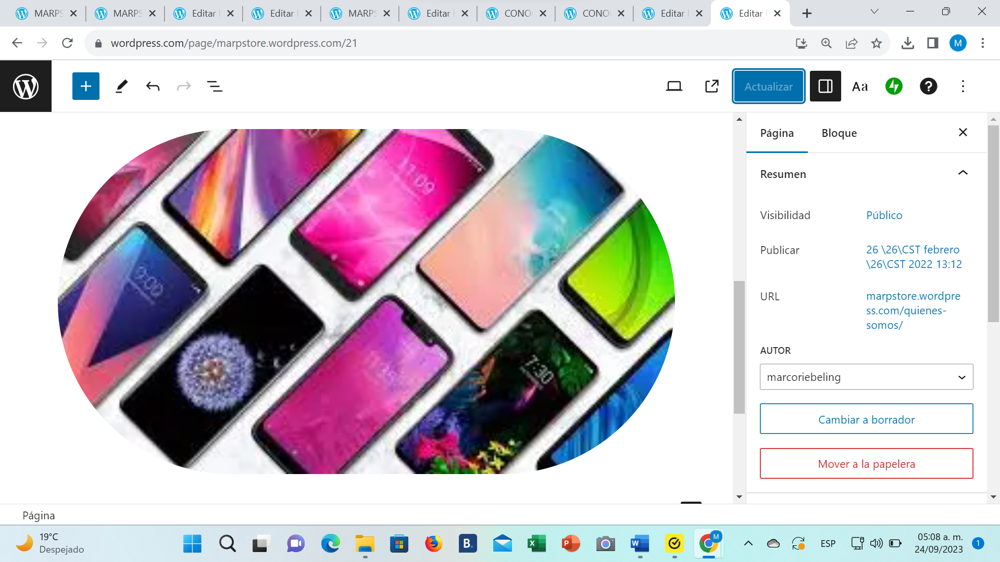 MARPS
MARPS
Editar
Editar
MARPS
Editar
CONO
CONO
Editar
Editar
wordpress.com/page/marpstore.wordpress.com/21
M
Actualizar
Aa
Página
Bloque
Resumen
Visibilidad
Público
Publicar
26 \26\CST febrero
\26\CST 2022 13:12
URL
marpstore.wordpre
ss.com/quienes-
somos/
AUTOR
marcoriebeling
Cambiar a borrador
Mover a la papelera
17:09
9:00
7:30
Página
19°C
Despejado
B.
M
ESP
05:08 a. m.
24/09/2023
1